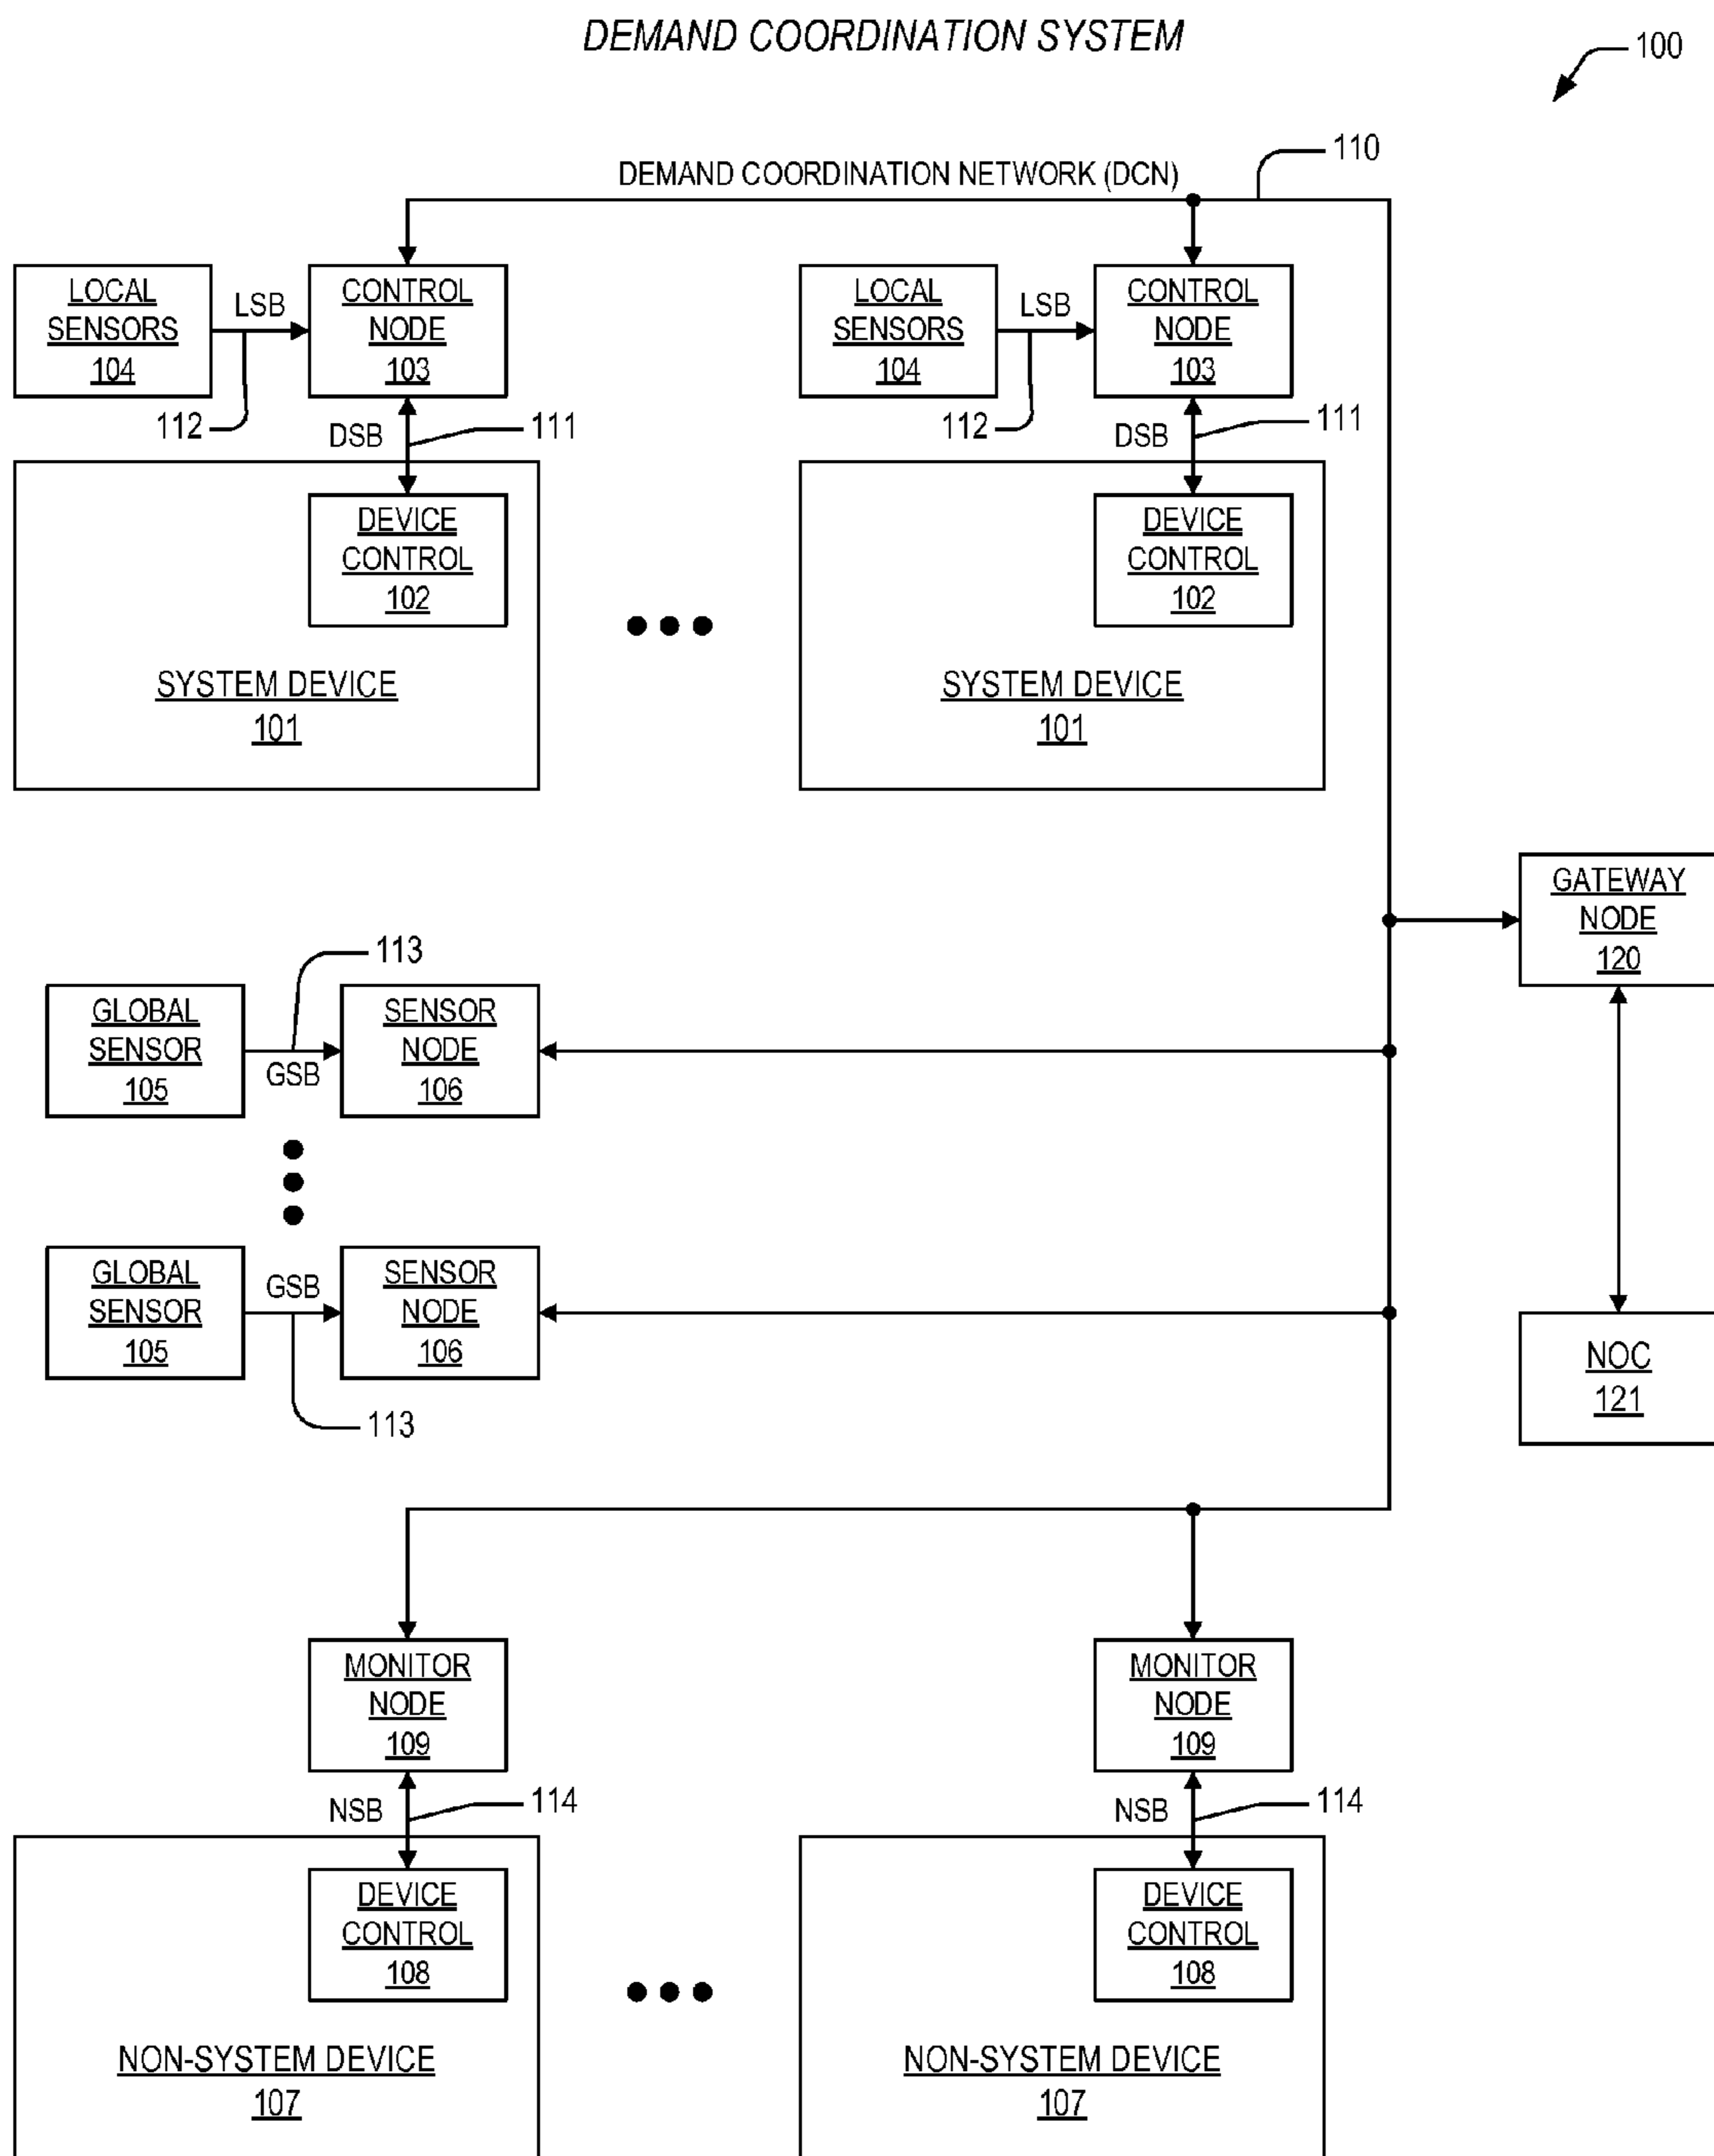 DEMAND COORDINATION SYSTEM
100
110
DEMAND COORDINATION NETWORK (DCN)
LOCAL
SENSORS
104
LSB
112
CONTROL
NODE
103
DSB
111
DEVICE
CONTROL
102
SYSTEM DEVICE
101
LOCAL
SENSORS
104
LSB
112
CONTROL
NODE
103
DSB
111
DEVICE
CONTROL
102
SYSTEM DEVICE
101
GATEWAY
NODE
120
113
GLOBAL
SENSOR
105
GSB
SENSOR
NODE
106
GLOBAL
SENSOR
105
GSB
SENSOR
NODE
106
113
NOC
121
MONITOR
NODE
109
NSB
114
DEVICE
CONTROL
108
NON-SYSTEM DEVICE
107
MONITOR
NODE
109
NSB
114
DEVICE
CONTROL
108
NON-SYSTEM DEVICE
107